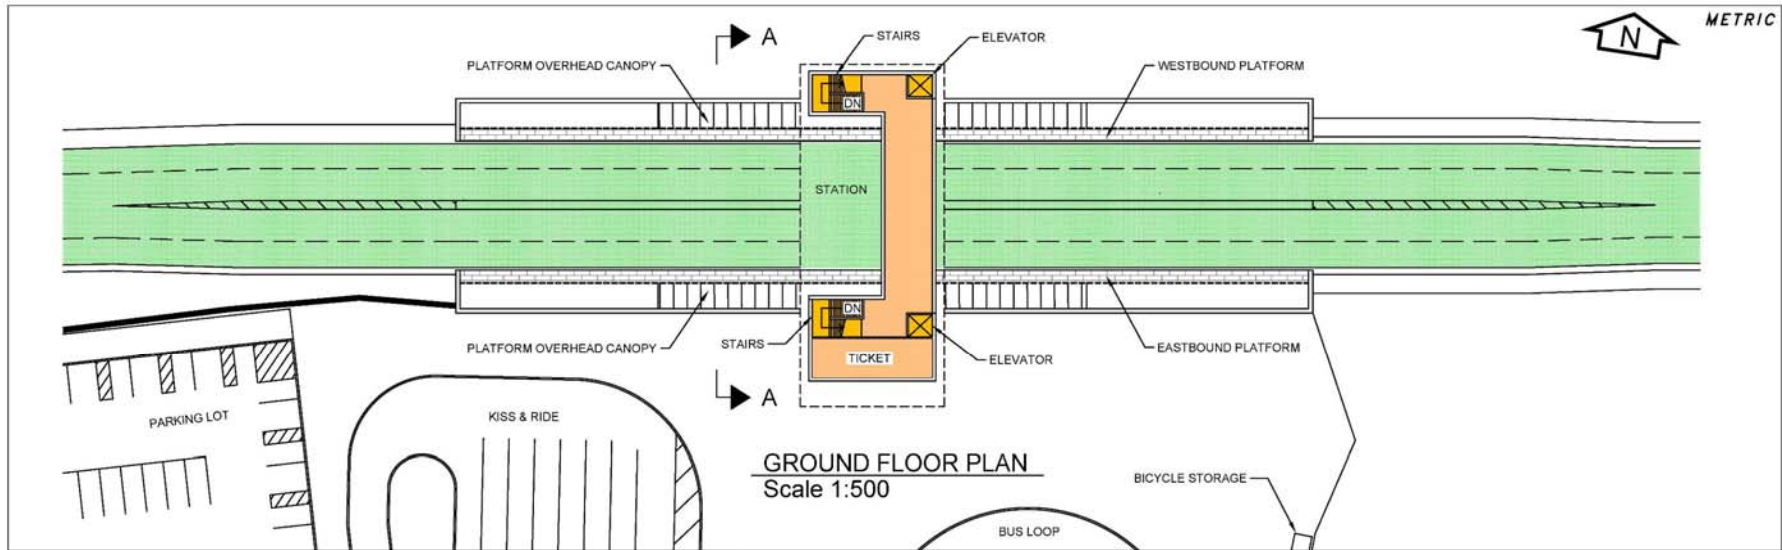 METRIC
N
A
STAIRS
ELEVATOR
PLATFORM OVERHEAD CANOPY
WESTBOUND PLATFORM
DN
STATION
DN
PLATFORM OVERHEAD CANOPY
STAIRS
TICKET
ELEVATOR
EASTBOUND PLATFORM
A
PARKING LOT
KISS & RIDE
GROUND FLOOR PLAN
Scale 1:500
BICYCLE STORAGE
BUS LOOP